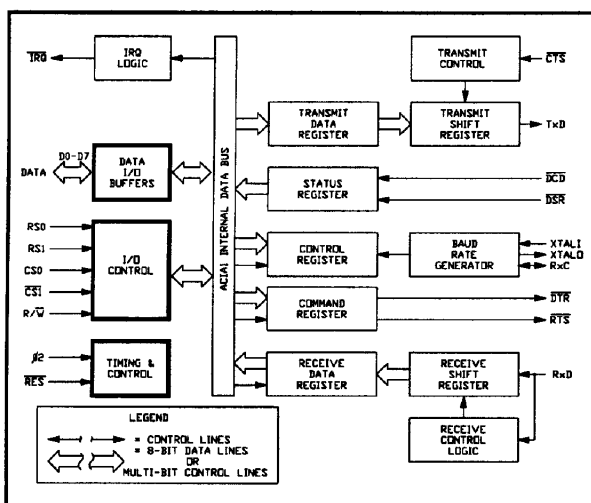 IRQ
IRQ
LOGIC
TRANSMIT
CONTROL
CTS
TRANSMIT
DATA
REGISTER
TRANSMIT
SHIFT
REGISTER
TxD
D0-D7
DATA
DATA
I/O
BUFFERS
STATUS
REGISTER
DCD
DSR
ACIA1 INTERNAL DATA BUS
RS0
RS1
CS0
CS1
R/W
I/O
CONTROL
CONTROL
REGISTER
BAUD
RATE
GENERATOR
XTALI
XTALO
RxC
COMMAND
REGISTER
DTR
RTS
ø2
RES
TIMING &
CONTROL
RECEIVE
DATA
REGISTER
RECEIVE
SHIFT
REGISTER
RxD
RECEIVE
CONTROL
LOGIC
LEGEND
= CONTROL LINES
= 8-BIT DATA LINES
OR
MULTI-BIT CONTROL LINES